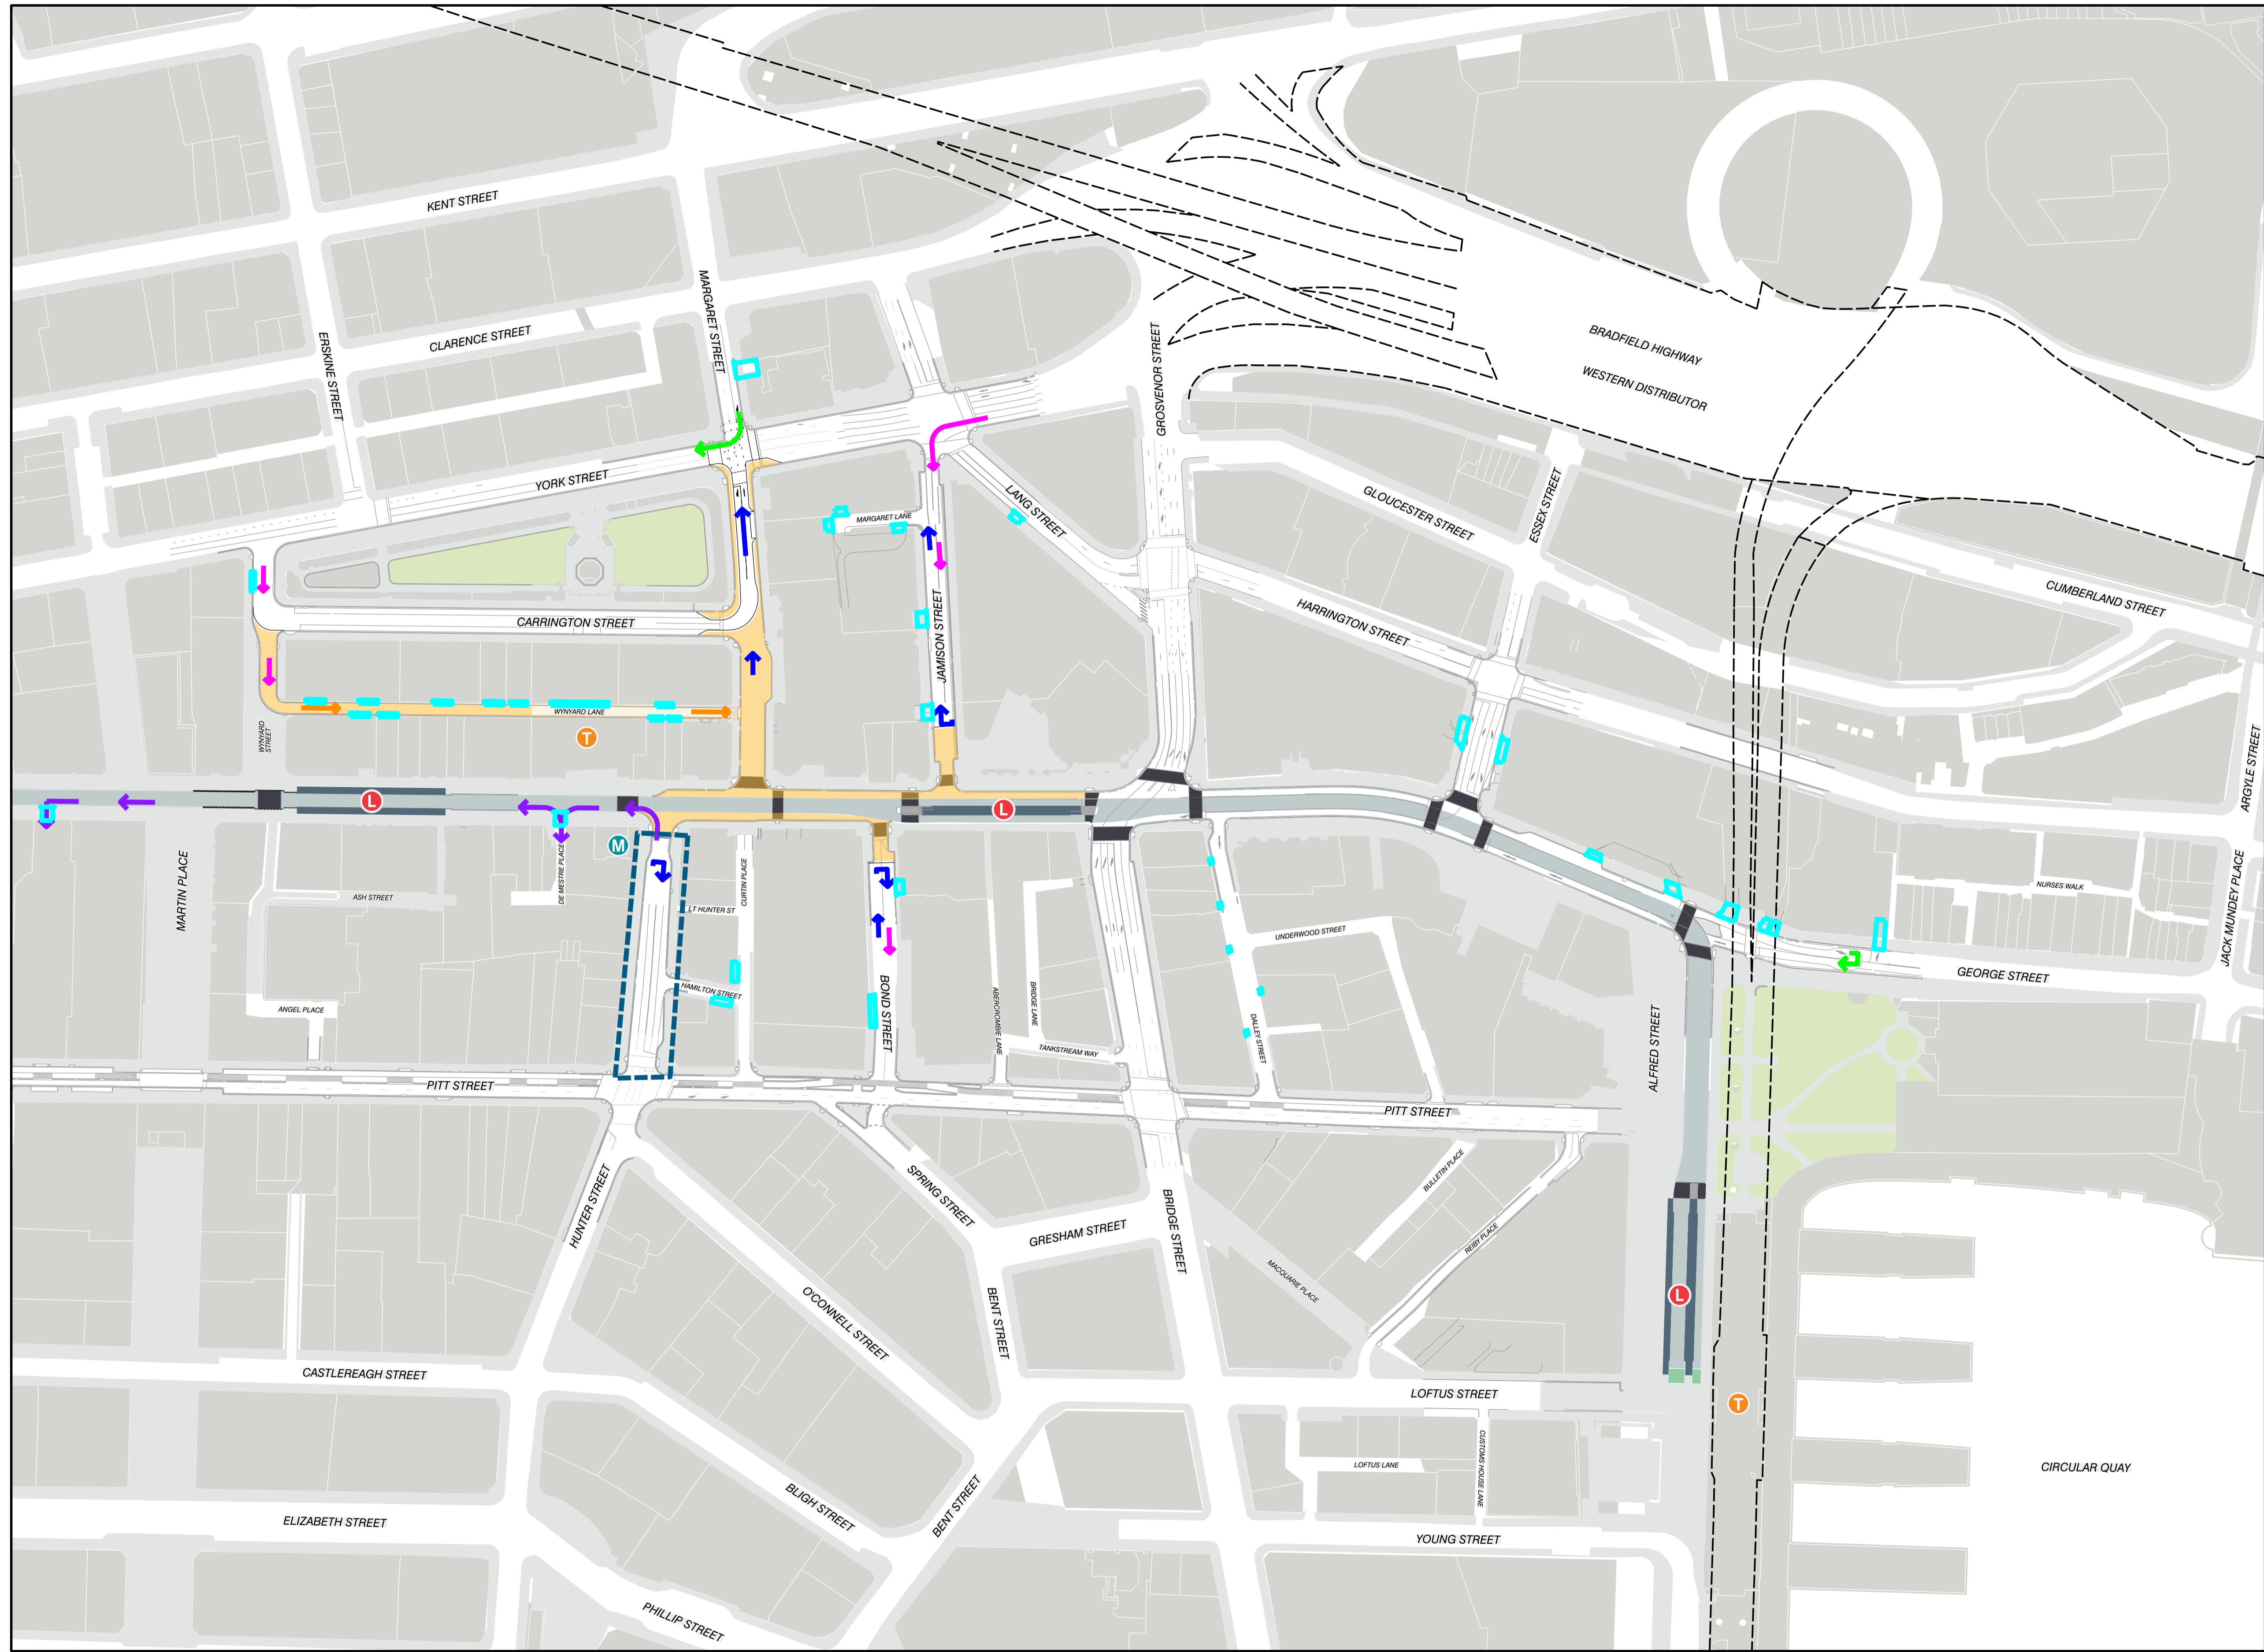 KENT STREET
MARGARET STREET
ERSKINE STREET
CLARENCE STREET
GROSVENOR STREET
BRADFIELD HIGHWAY
WESTERN DISTRIBUTOR
YORK STREET
MARGARET LANE
LANG STREET
GLOUCESTER STREET
ESSEX STREET
CUMBERLAND STREET
CARRINGTON STREET
JAMISON STREET
HARRINGTON STREET
WYNYARD LANE
WYNYARD
STREET
T
ARGYLE STREET
L
L
M
MARTIN PLACE
ASH STREET
DE MESTRE PLACE
CURTIN PLACE
LT HUNTER ST
UNDERWOOD STREET
NURSES WALK
JACK MUNDEY PLACE
GEORGE STREET
HAMILTON STREET
BOND STREET
ABERCROMBIE LANE
BRIDGE LANE
ANGEL PLACE
TANKSTREAM WAY
DALLEY STREET
ALFRED STREET
PITT STREET
PITT STREET
HUNTER STREET
SPRING STREET
GRESHAM STREET
BRIDGE STREET
BULLETIN PLACE
REIBY PLACE
MACQUARIE PLACE
L
O'CONNELL STREET
BENT STREET
CASTLEREAGH STREET
LOFTUS STREET
T
CUSTOMS HOUSE LANE
LOFTUS LANE
CIRCULAR QUAY
BLIGH STREET
BENT STREET
ELIZABETH STREET
YOUNG STREET
PHILLIP STREET